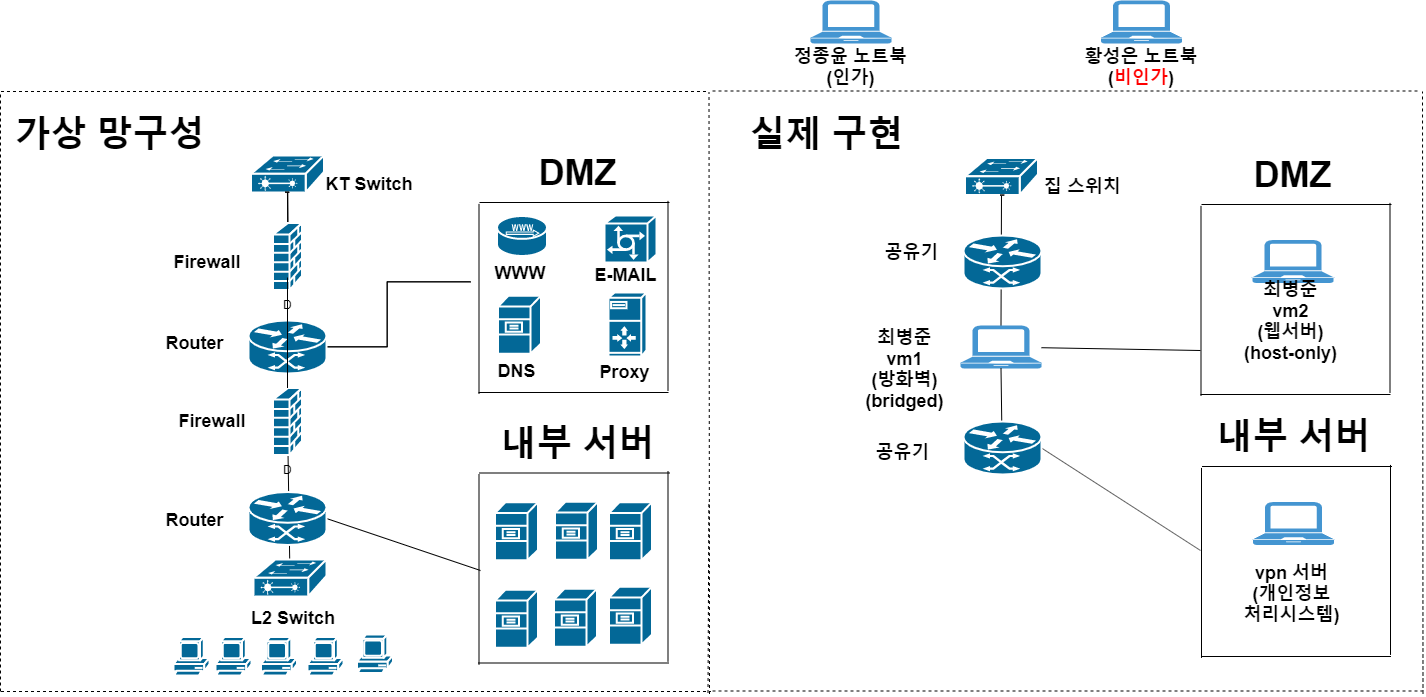 정종윤 노트북
(인가)
황성은 노트북
(비인가)
가상 망구성
KT Switch
Firewall
D
Router
Firewall
D
Router
L2 Switch
DMZ
WWW
WWW
E-MAIL
DNS
Proxy
내부 서버
실제 구현
집 스위치
공유기
최병준
vm1
(방화벽)
(bridged)
공유기
DMZ
최병준
vm2
(웹서버)
(host-only)
내부 서버
vpn 서버
(개인정보
처리시스템)